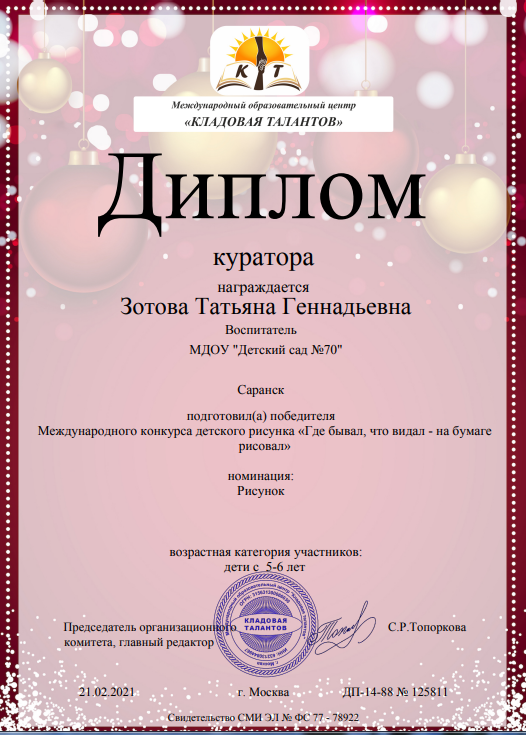 К Т
Международный образовательный центр
«КЛАДОВАЯ ТАЛАНТОВ»
Диплом
куратора
награждается
Зотова Татьяна Геннадьевна
Воспитатель
МДОУ "Детский сад №70"
Саранск
подготовил(а) победителя
Международного конкурса детского рисунка «Где бывал, что видал - на бумаге
рисовал»
номинация:
Рисунок
возрастная категория участников:
дети с 5-6 лет
КЛАДОВАЯ
ТАЛАНТОВ
Председатель организационного
комитета, главный редактор
С.Р.Топоркова
21.02.2021
г. Москва
ДП-14-88 № 125811
Свидетельство СМИ ЭЛ № ФС 77 - 78922